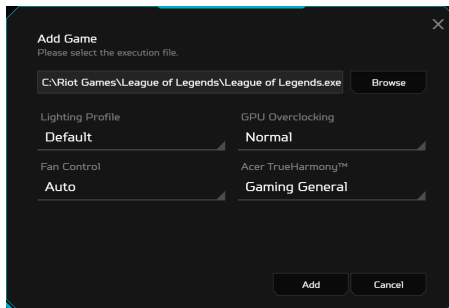 Add Game
Please select the execution file.
C:\Riot Games\League of Legends\League of Legends.exe Browse
Lighting Profile GPU Overclocking
Default Normal
Fan Control Acer TrueHarmony™
Auto Gaming General
Add Cancel